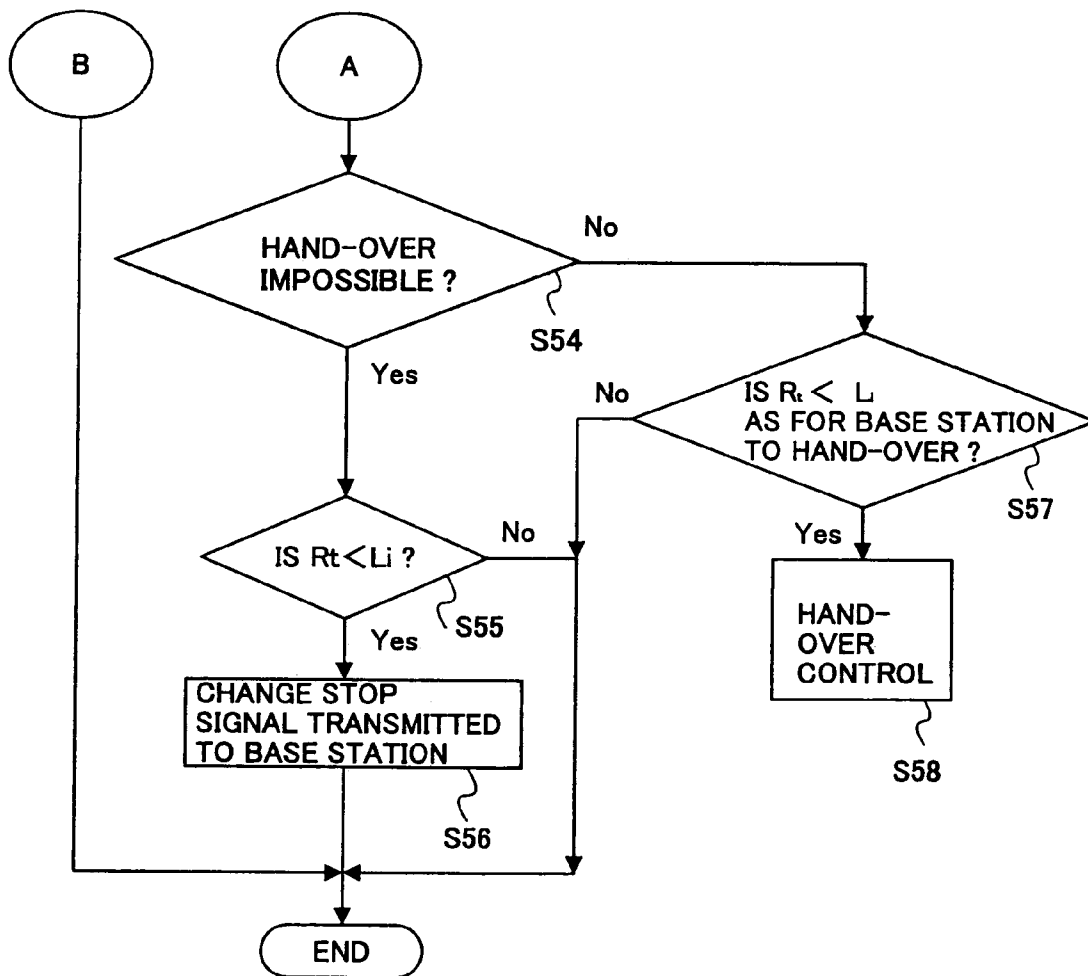 B
A
HAND-OVER
IMPOSSIBLE ?
No
S54
Yes
IS Rt < Li
AS FOR BASE STATION
TO HAND-OVER ?
No
S57
Yes
IS Rt<Li ?
No
S55
Yes
HAND-
OVER
CONTROL
S58
CHANGE STOP
SIGNAL TRANSMITTED
TO BASE STATION
S56
END